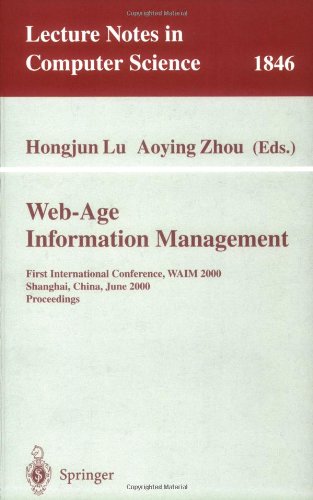 Lecture Notes in
Computer Science 1846
Hongjun Lu Aoying Zhou (Eds.)
Web-Age
Information Management
First International Conference, WAIM 2000
Shanghai, China, June 2000
Proceedings
Springer